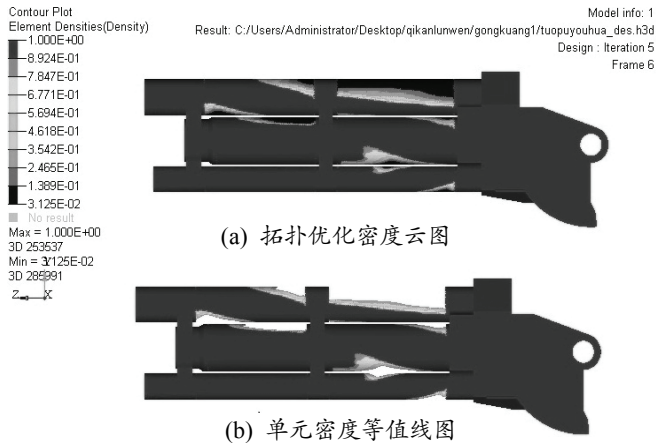 Contour Plot
Element Densities(Density)
1.000E+00
8.924E-01
7.847E-01
6.771E-01
5.694E-01
4.618E-01
3.542E-01
2.465E-01
1.389E-01
3.125E-02
No result
Max = 1.000E+00
3D 253537
Min = 3.125E-02
3D 285991
Z
X
Model info: 1
Result: C:/Users/Administrator/Desktop/qikanlunwen/gongkuang1/tuopuyouhua_des.h3d
Design : Iteration 5
Frame 6
(a) 拓扑优化密度云图
(b) 单元密度等值线图